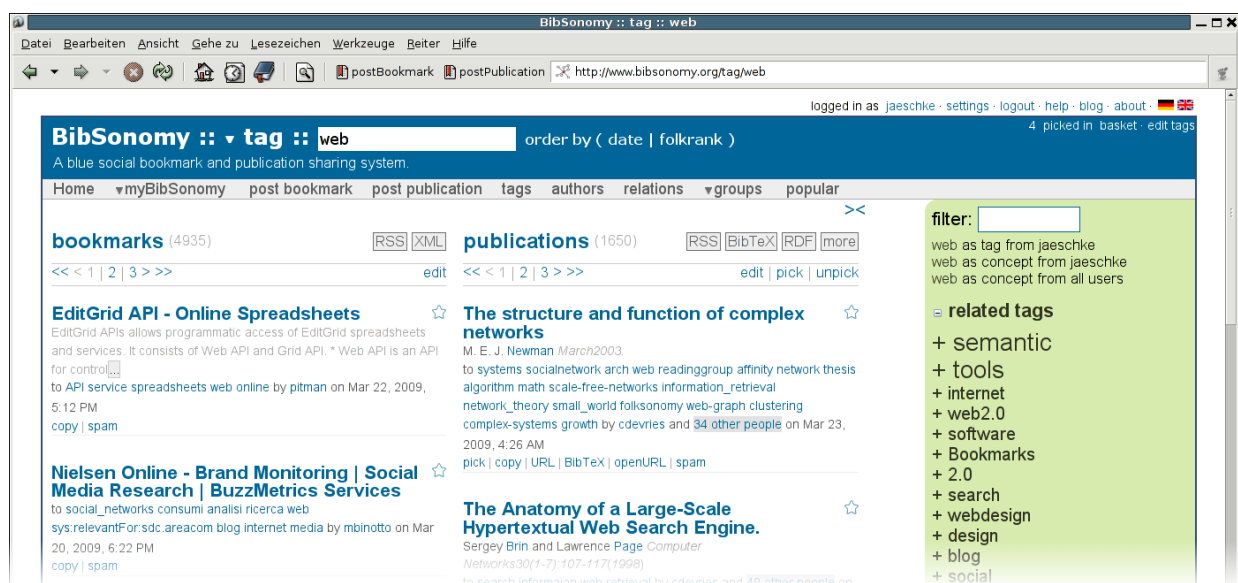 BibSonomy :: tag :: web
Datei Bearbeiten Ansicht Gehe zu Lesezeichen Werkzeuge Reiter Hilfe
postBookmark postPublication http://www.bibsonomy.org/tag/web
logged in as jaeschke · settings · logout · help · blog · about ·
BibSonomy :: ▾ tag :: web order by ( date | folkrank )
4 picked in basket · edit tags
A blue social bookmark and publication sharing system.
Home ▾myBibSonomy post bookmark post publication tags authors relations ▾groups popular
><
bookmarks (4935) RSS XML
<< < 1 | 2 | 3 > >> edit
EditGrid API - Online Spreadsheets
EditGrid APIs allows programmatic access of EditGrid spreadsheets
and services. It consists of Web API and Grid API. * Web API is an API
for control...
to API service spreadsheets web online by pitman on Mar 22, 2009,
5:12 PM
copy | spam
Nielsen Online - Brand Monitoring | Social
Media Research | BuzzMetrics Services
to social_networks consumi analisi ricerca web
sys:relevantFor:sdc.areacom blog internet media by mbinotto on Mar
20, 2009, 6:22 PM
copy | spam
publications (1650) RSS BibTeX RDF more
<< < 1 | 2 | 3 > >> edit | pick | unpick
The structure and function of complex
networks
M. E. J. Newman March2003.
to systems socialnetwork arch web readinggroup affinity network thesis
algorithm math scale-free-networks information_retrieval
network_theory small_world folksonomy web-graph clustering
complex-systems growth by cdevries and 34 other people on Mar 23,
2009, 4:26 AM
pick | copy | URL | BibTeX | openURL | spam
The Anatomy of a Large-Scale
Hypertextual Web Search Engine.
Sergey Brin and Lawrence Page Computer
Networks30(1-7):107-117(1998)
to search informaion web retrieval by cdevries and 40 other people on
filter:
web as tag from jaeschke
web as concept from jaeschke
web as concept from all users
related tags
+ semantic
+ tools
+ internet
+ web2.0
+ software
+ Bookmarks
+ 2.0
+ search
+ webdesign
+ design
+ blog
+ social